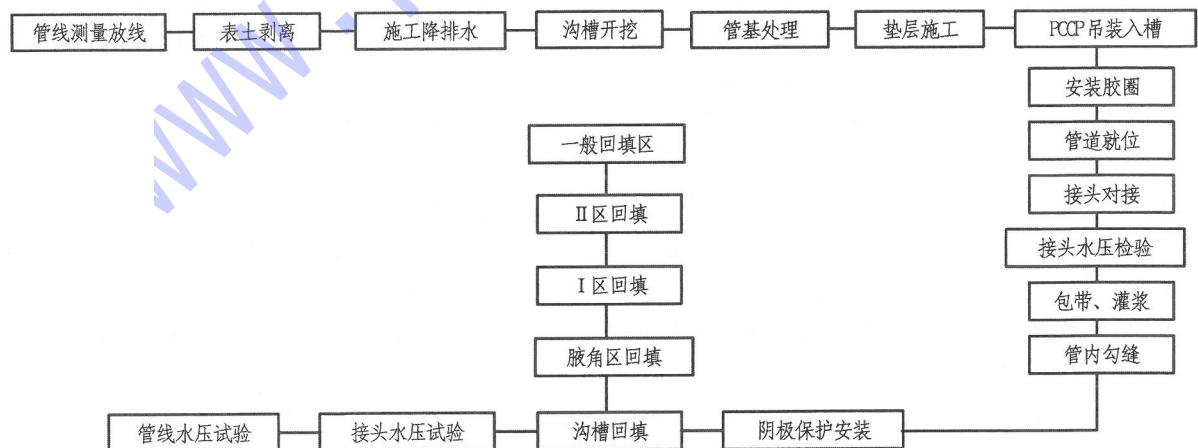 管线测量放线
表土剥离
施工降排水
沟槽开挖
管基处理
垫层施工
PCCP吊装入槽
安装胶圈
管道就位
接头对接
接头水压检验
包带、灌浆
管内勾缝
阴极保护安装
沟槽回填
腋角区回填
Ⅰ区回填
Ⅱ区回填
一般回填区
接头水压试验
管线水压试验
WWW.